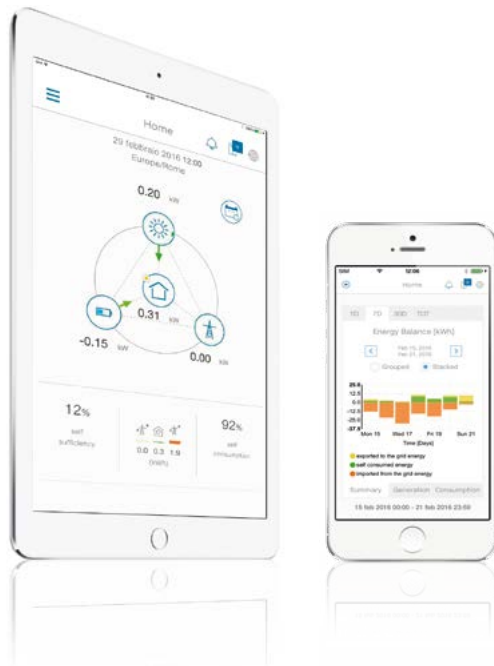 Home
29 febbraio 2016 12:00
Europe/Rome
0.20 kW
0.31 kW
-0.15 kW
0.00 kW
12%
self
sufficiency
0.0 0.3 1.9
(kWh)
92%
self
consumption
SIM 12:06
Home
1D 7D 30D TOT
Energy Balance [kWh]
Feb 15, 2016
Feb 21, 2016
Grouped Stacked
25.0
12.5
0.0
-12.5
-25.0
-37.5
Mon 15 Wed 17 Fri 19 Sun 21
Time [Days]
exported to the grid energy
self consumed energy
imported from the grid energy
Summary Generation Consumption
15 feb 2016 00:00 - 21 feb 2016 23:59